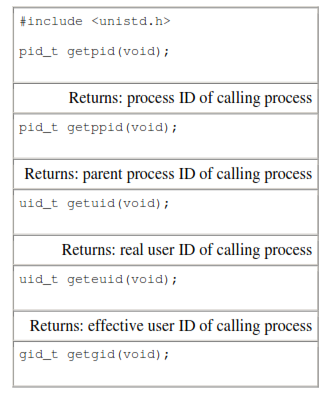 #include <unistd.h>
pid_t getpid(void);
Returns: process ID of calling process
pid_t getppid(void);
Returns: parent process ID of calling process
uid_t getuid(void);
Returns: real user ID of calling process
uid_t geteuid(void);
Returns: effective user ID of calling process
gid_t getgid(void);